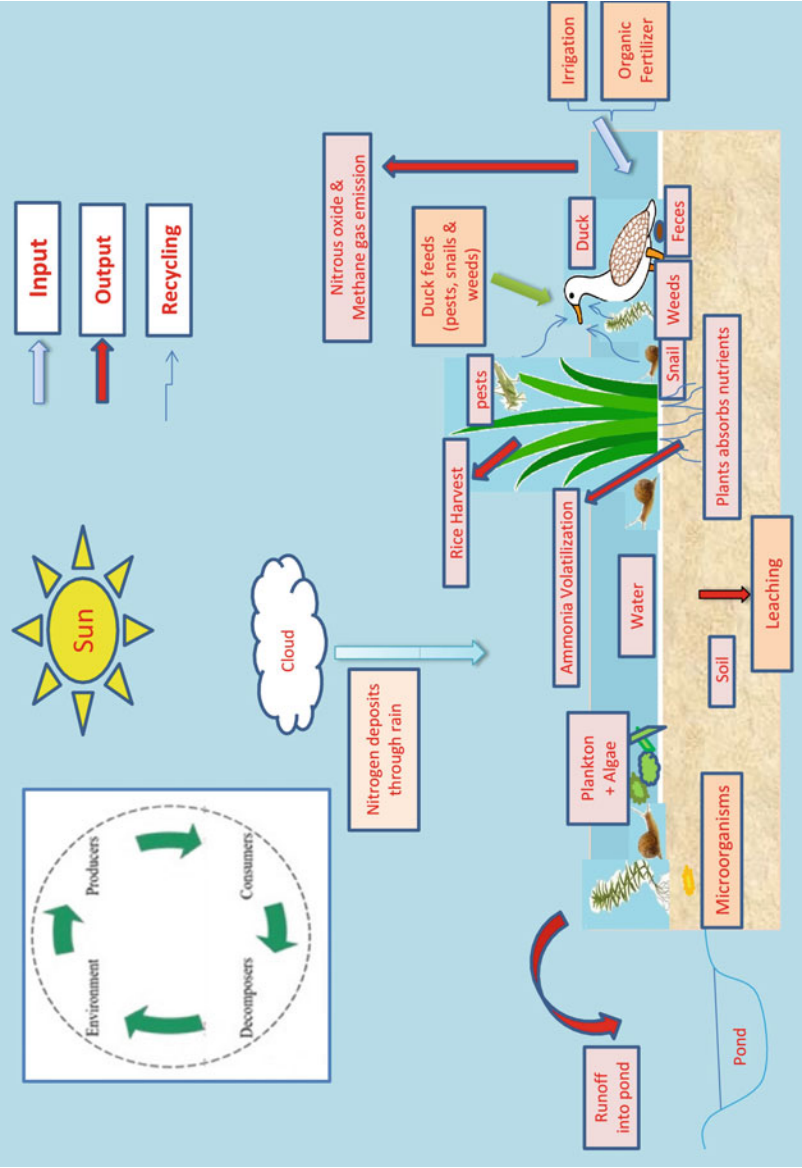 Environment
Producers
Decomposers
Consumers
Sun
Input
Output
Recycling
Cloud
Nitrogen deposits
through rain
Nitrous oxide &
Methane gas emission
Rice Harvest
pests
Duck feeds
(pests, snails &
weeds)
Irrigation
Organic
Fertilizer
Runoff
into pond
Plankton
+ Algae
Ammonia Volatilization
Water
Duck
Snail
Weeds
Feces
Pond
Microorganisms
Soil
Leaching
Plants absorbs nutrients